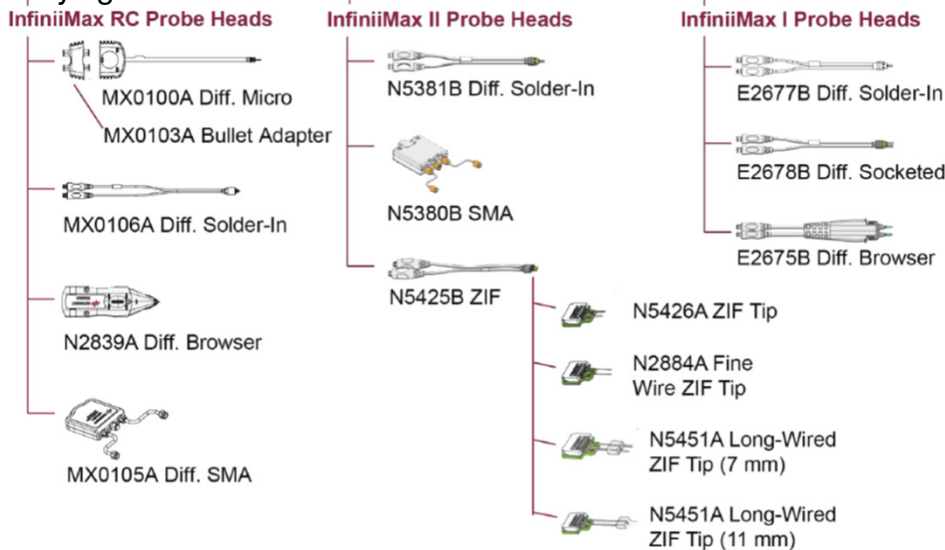 InfiniiMax RC Probe Heads
MX0100A Diff. Micro
MX0103A Bullet Adapter
MX0106A Diff. Solder-In
N2839A Diff. Browser
MX0105A Diff. SMA
InfiniiMax II Probe Heads
N5381B Diff. Solder-In
N5380B SMA
N5425B ZIF
N5426A ZIF Tip
N2884A Fine
Wire ZIF Tip
N5451A Long-Wired
ZIF Tip (7 mm)
N5451A Long-Wired
ZIF Tip (11 mm)
InfiniiMax I Probe Heads
E2677B Diff. Solder-In
E2678B Diff. Socketed
E2675B Diff. Browser